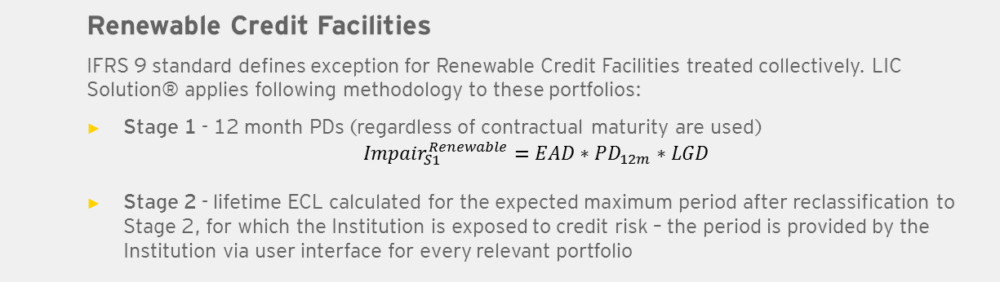 Renewable Credit Facilities
IFRS 9 standard defines exception for Renewable Credit Facilities treated collectively. LIC
Solution® applies following methodology to these portfolios:
► Stage 1 - 12 month PDs (regardless of contractual maturity are used)
Impair_{S1}^{Renewable} = EAD * PD_{12m} * LGD
► Stage 2 - lifetime ECL calculated for the expected maximum period after reclassification to
Stage 2, for which the Institution is exposed to credit risk – the period is provided by the
Institution via user interface for every relevant portfolio